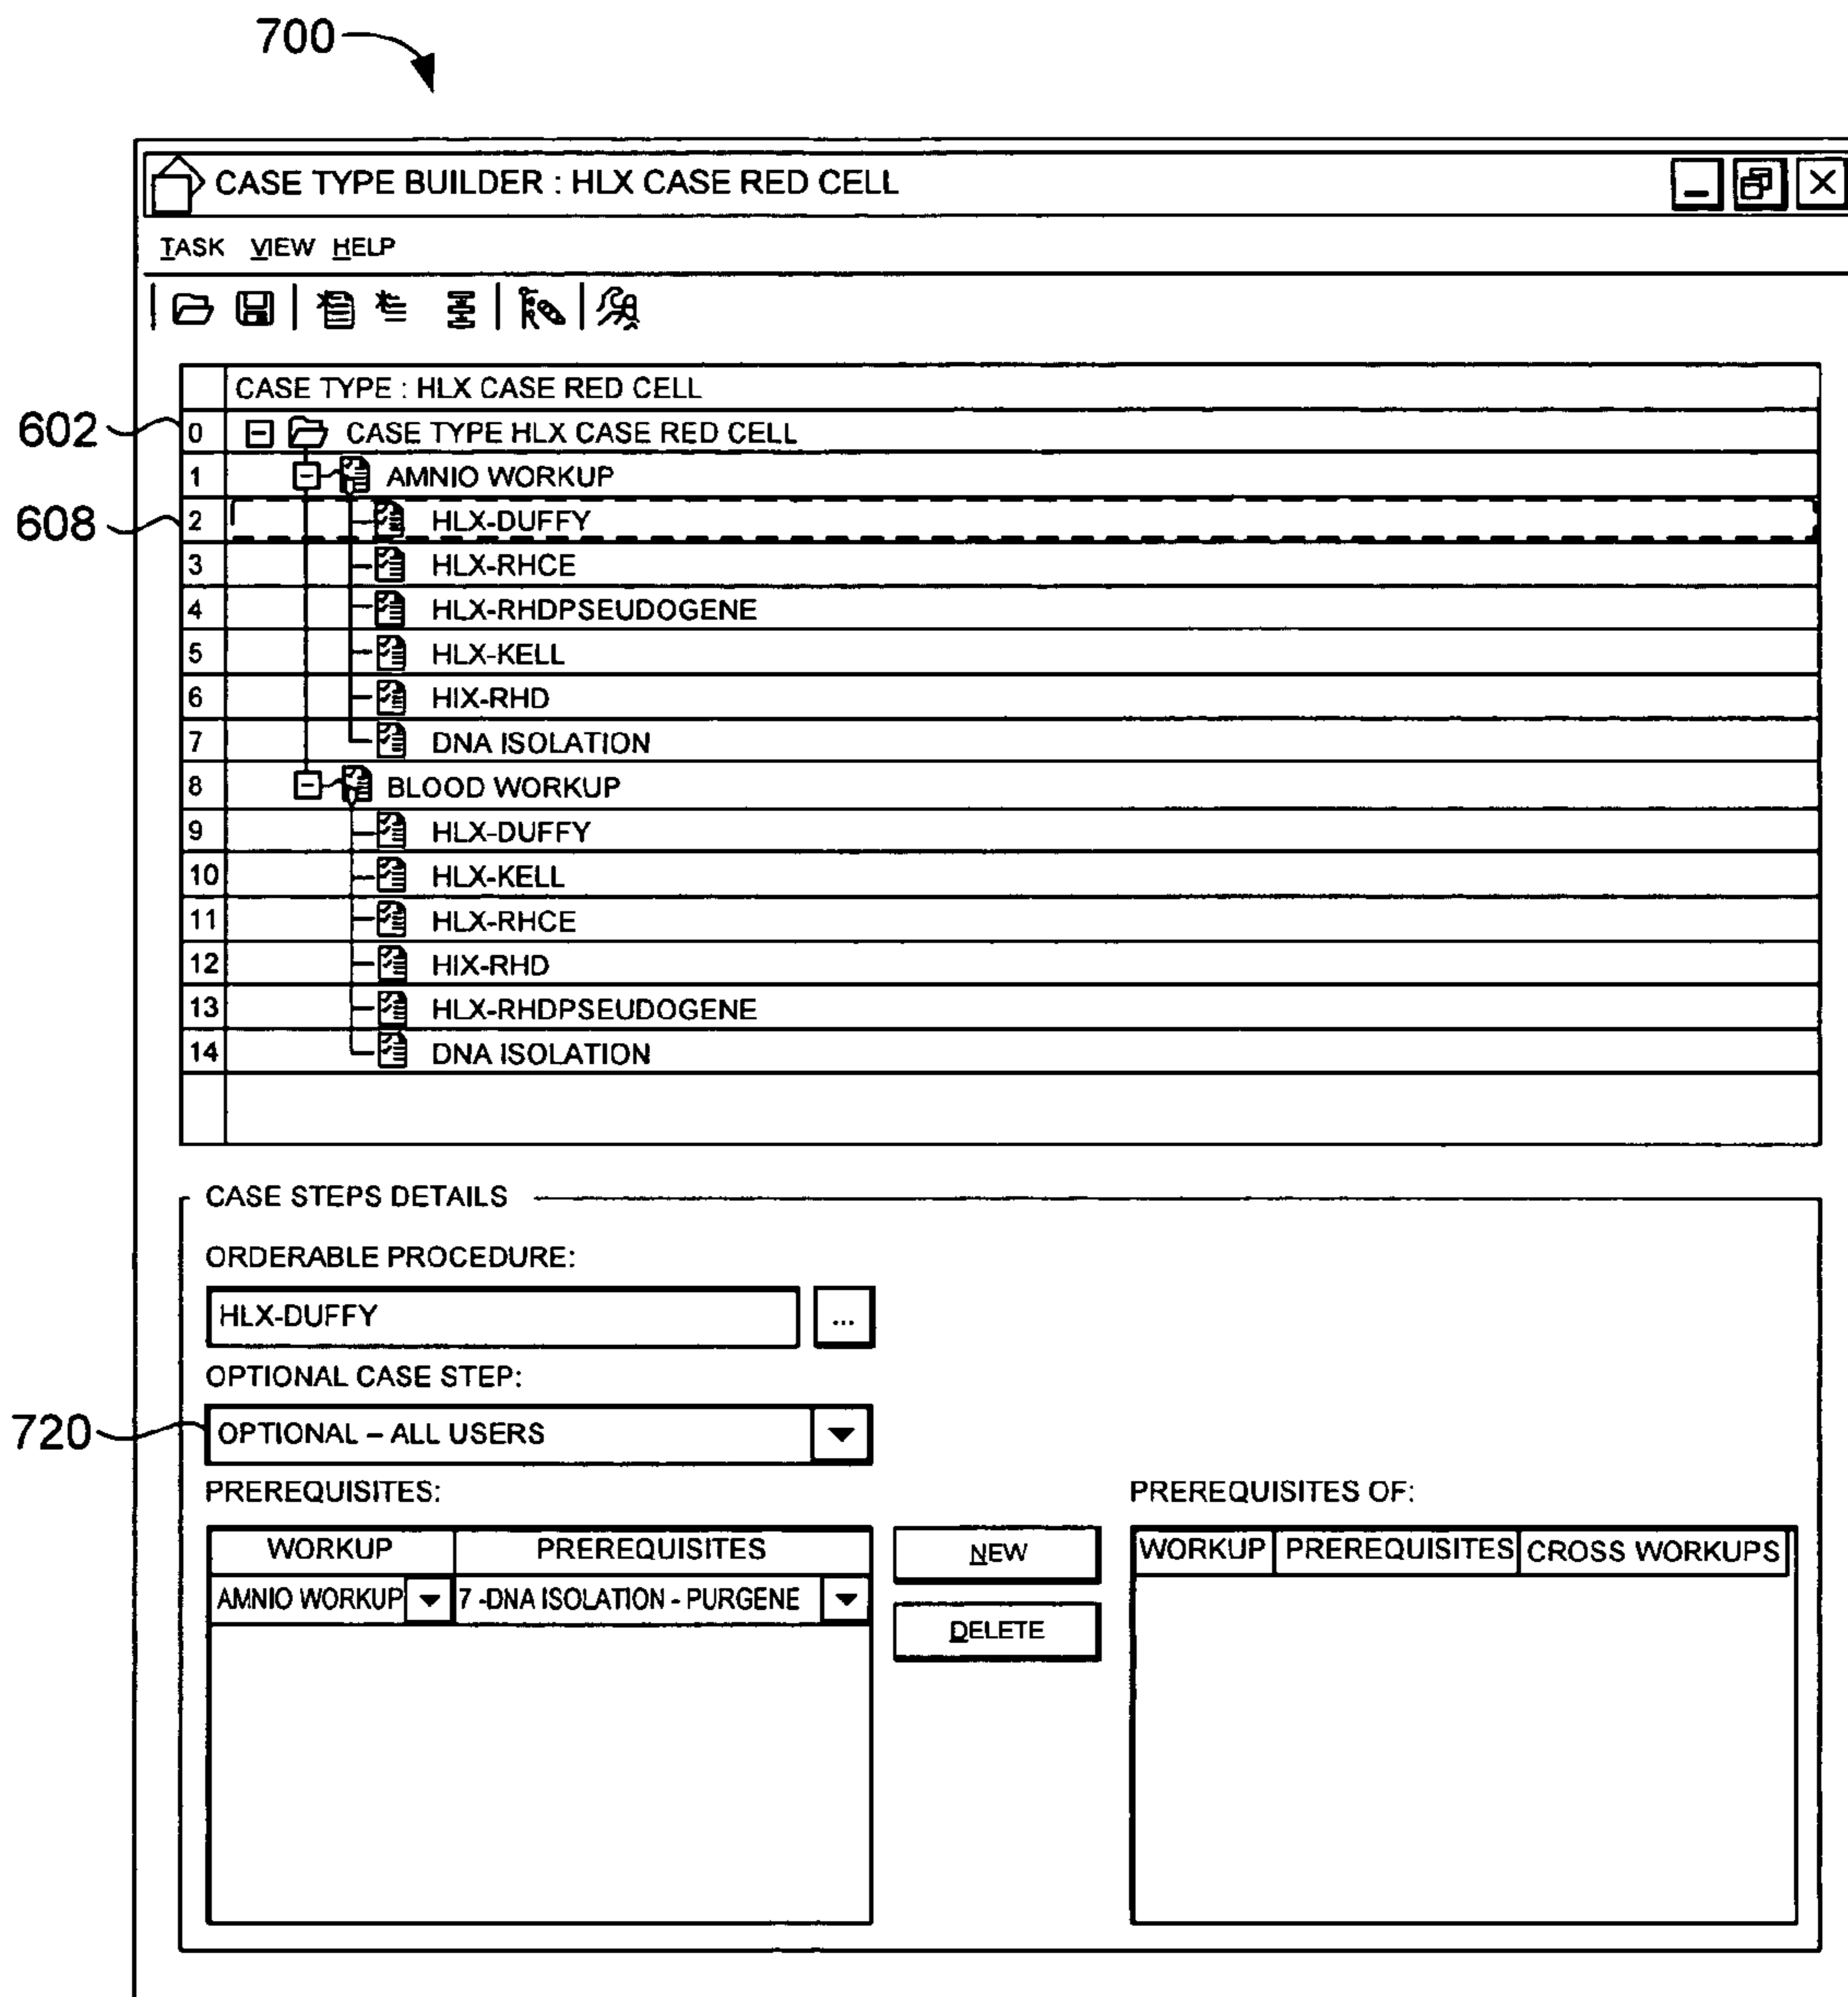 700
CASE TYPE BUILDER : HLX CASE RED CELL
TASK VIEW HELP
CASE TYPE : HLX CASE RED CELL
602
0 CASE TYPE HLX CASE RED CELL
1 AMNIO WORKUP
608
2 HLX-DUFFY
3 HLX-RHCE
4 HLX-RHDPSEUDOGENE
5 HLX-KELL
6 HIX-RHD
7 DNA ISOLATION
8 BLOOD WORKUP
9 HLX-DUFFY
10 HLX-KELL
11 HLX-RHCE
12 HIX-RHD
13 HLX-RHDPSEUDOGENE
14 DNA ISOLATION
CASE STEPS DETAILS
ORDERABLE PROCEDURE:
HLX-DUFFY ...
OPTIONAL CASE STEP:
720
OPTIONAL – ALL USERS
PREREQUISITES:
WORKUP PREREQUISITES
AMNIO WORKUP 7 -DNA ISOLATION - PURGENE
NEW
DELETE
PREREQUISITES OF:
WORKUP PREREQUISITES CROSS WORKUPS